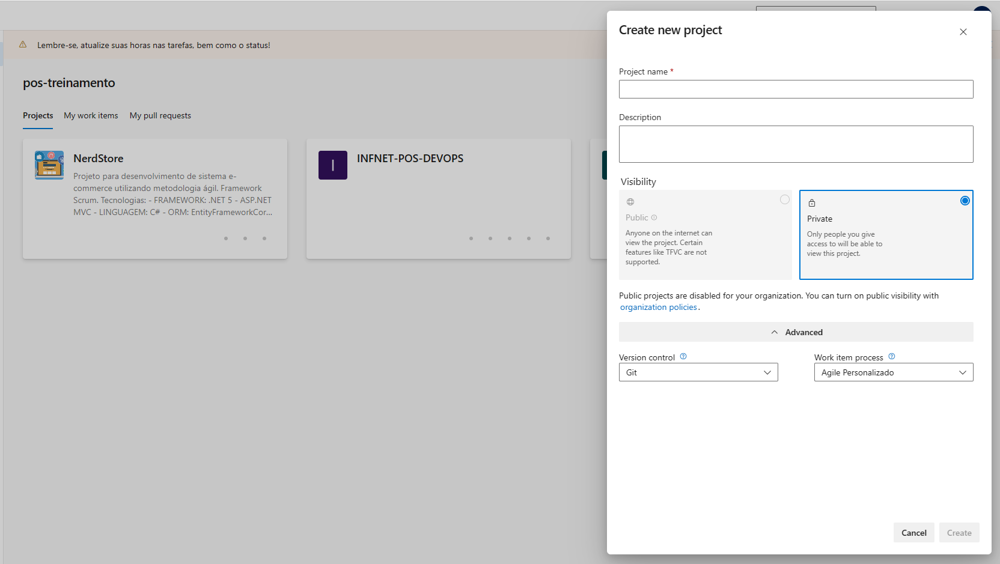 Lembre-se, atualize suas horas nas tarefas, bem como o status!
pos-treinamento
Projects My work items My pull requests
NerdStore
Projeto para desenvolvimento de sistema e-
commerce utilizando metodologia ágil. Framework
Scrum. Tecnologias: - FRAMEWORK: .NET 5 - ASP.NET
MVC - LINGUAGEM: C# - ORM: EntityFrameworkCor...
I
INFNET-POS-DEVOPS
Create new project
Project name *
Description
Visibility
Public
Anyone on the internet can
view the project. Certain
features like TFVC are not
supported.
Private
Only people you give
access to will be able to
view this project.
Public projects are disabled for your organization. You can turn on public visibility with
organization policies.
Advanced
Version control
Git
Work item process
Agile Personalizado
Cancel
Create